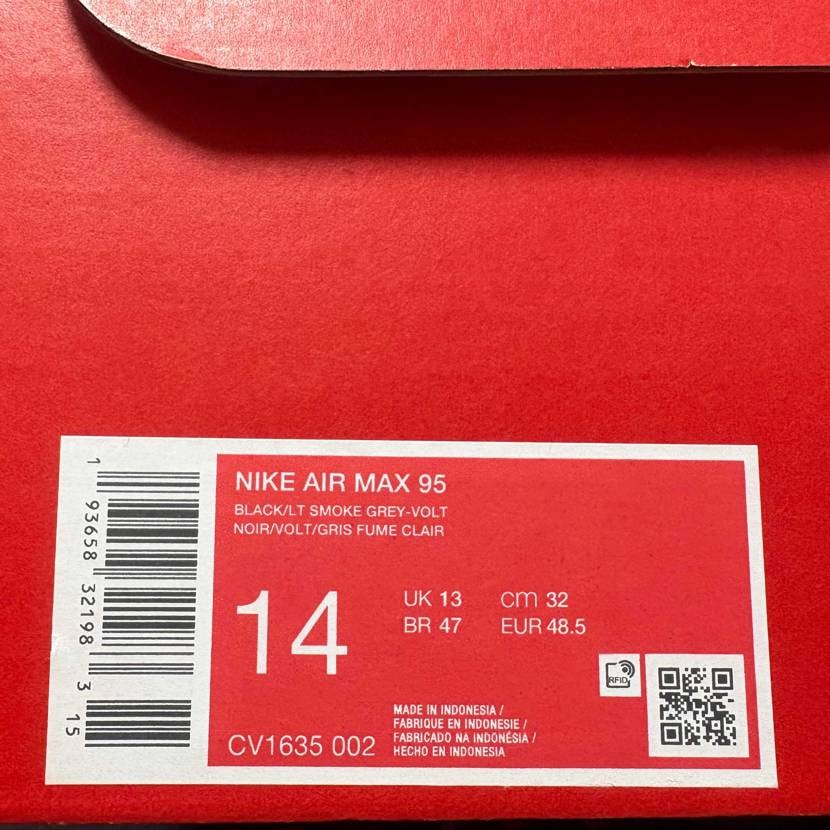 1 93658 32198 3 15
NIKE AIR MAX 95
BLACK/LT SMOKE GREY-VOLT
NOIR/VOLT/GRIS FUME CLAIR
14
UK 13 cm 32
BR 47 EUR 48.5
RFID
CV1635 002
MADE IN INDONESIA /
FABRIQUE EN INDONESIE /
FABRICADO NA INDONÉSIA /
HECHO EN INDONESIA